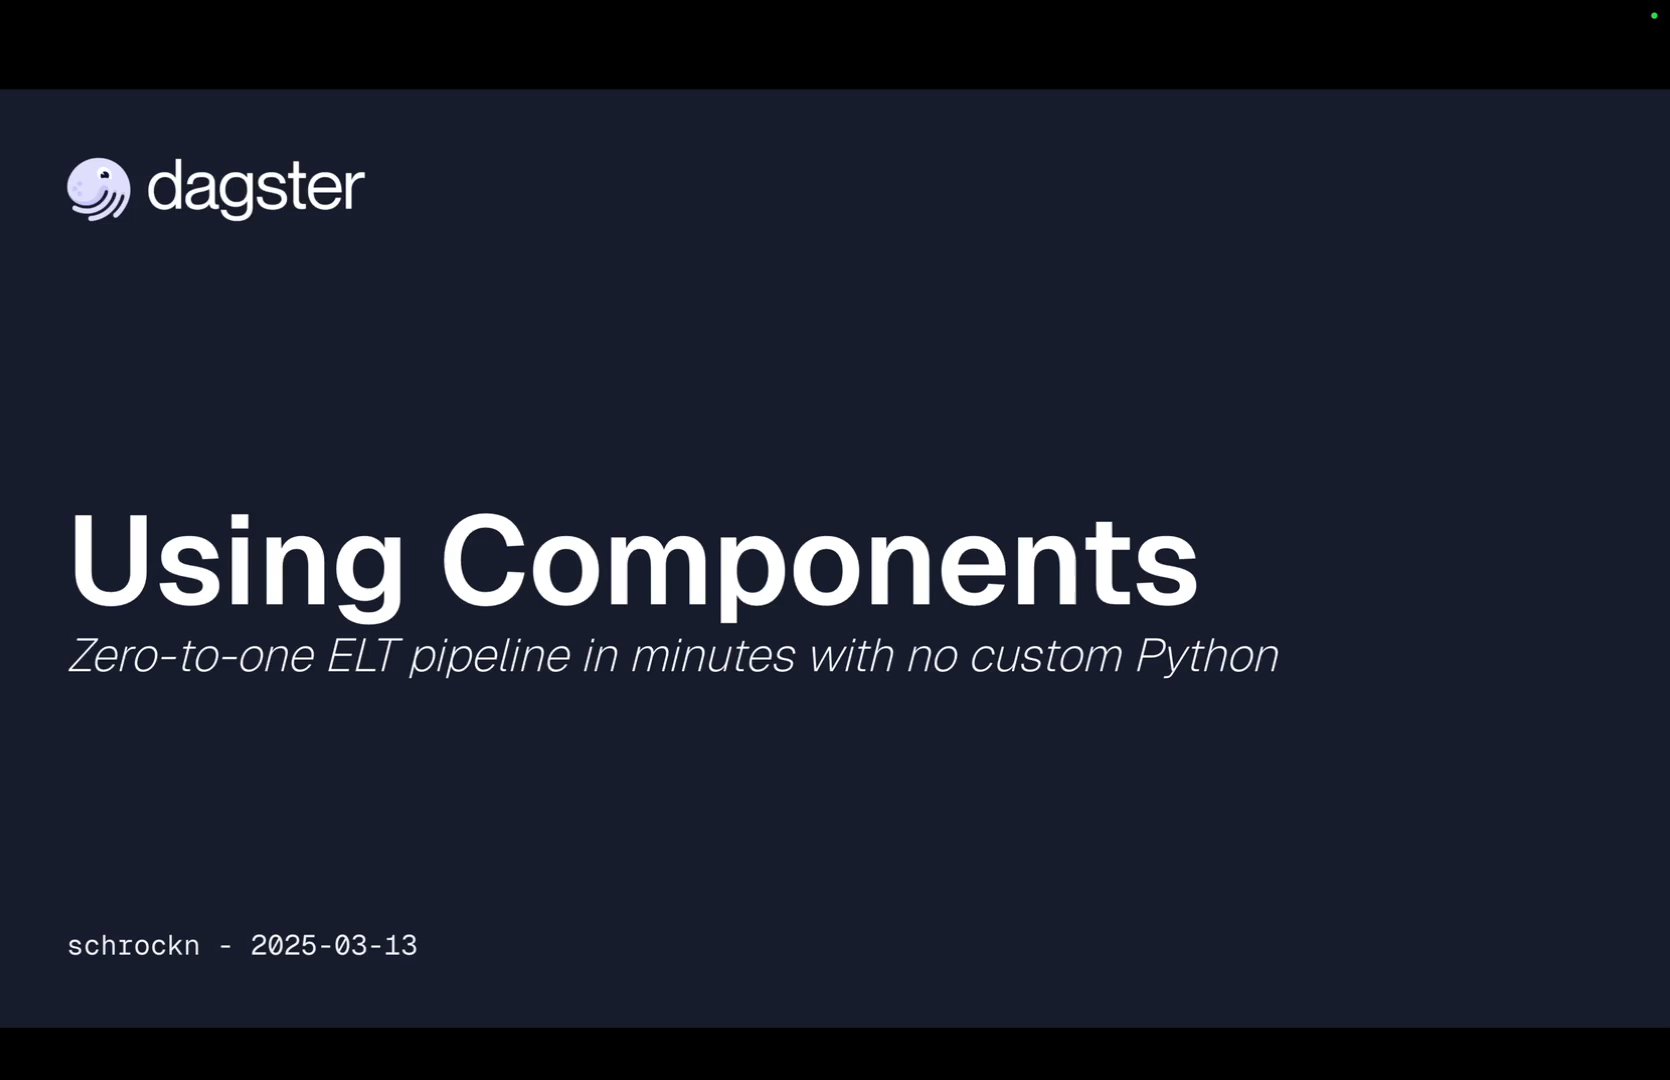 dagster
Using Components
Zero-to-one ELT pipeline in minutes with no custom Python
schrockn - 2025-03-13